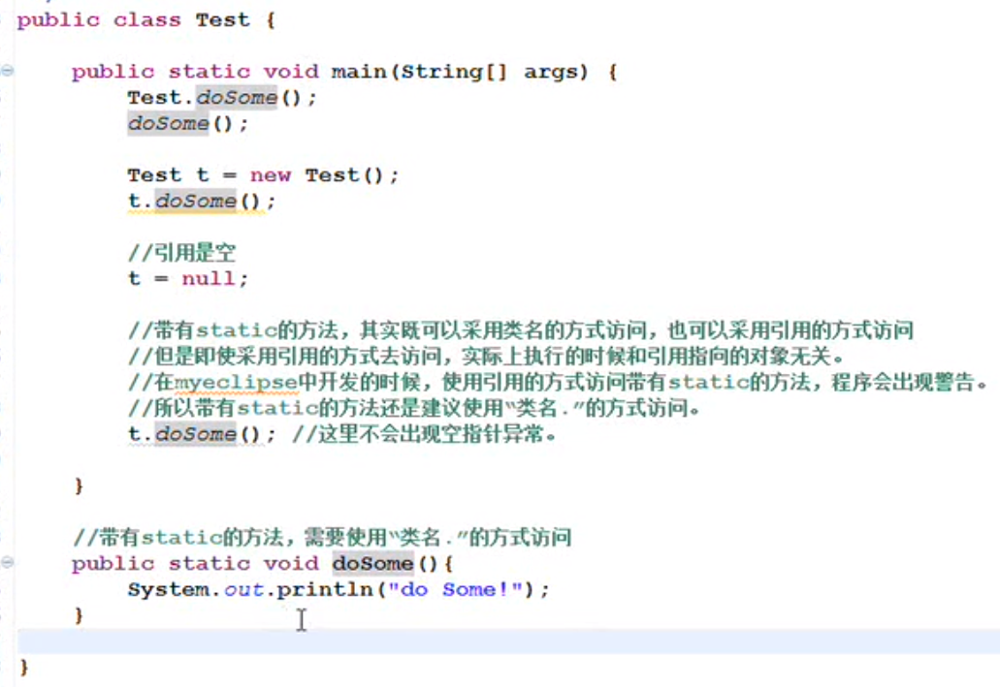 public class Test {
public static void main(String[] args) {
Test.doSome();
doSome();
Test t = new Test();
t.doSome();
//引用是空
t = null;
//带有static的方法，其实既可以采用类名的方式访问，也可以采用引用的方式访问
//但是即使采用引用的方式去访问，实际上执行的时候和引用指向的对象无关。
//在myeclipse中开发的时候，使用引用的方式访问带有static的方法，程序会出现警告。
//所以带有static的方法还是建议使用“类名.”的方式访问。
t.doSome(); //这里不会出现空指针异常。
}
//带有static的方法，需要使用“类名.”的方式访问
public static void doSome(){
System.out.println("do Some!");
}
}